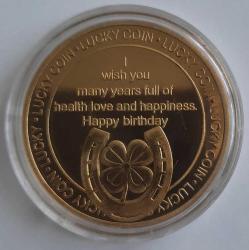 LUCKY COIN · LUCKY COIN · LUCKY COIN · LUCKY COIN · LUCKY COIN · LUCKY COIN ·
I
wish you
many years full of
health love and happiness.
Happy birthday